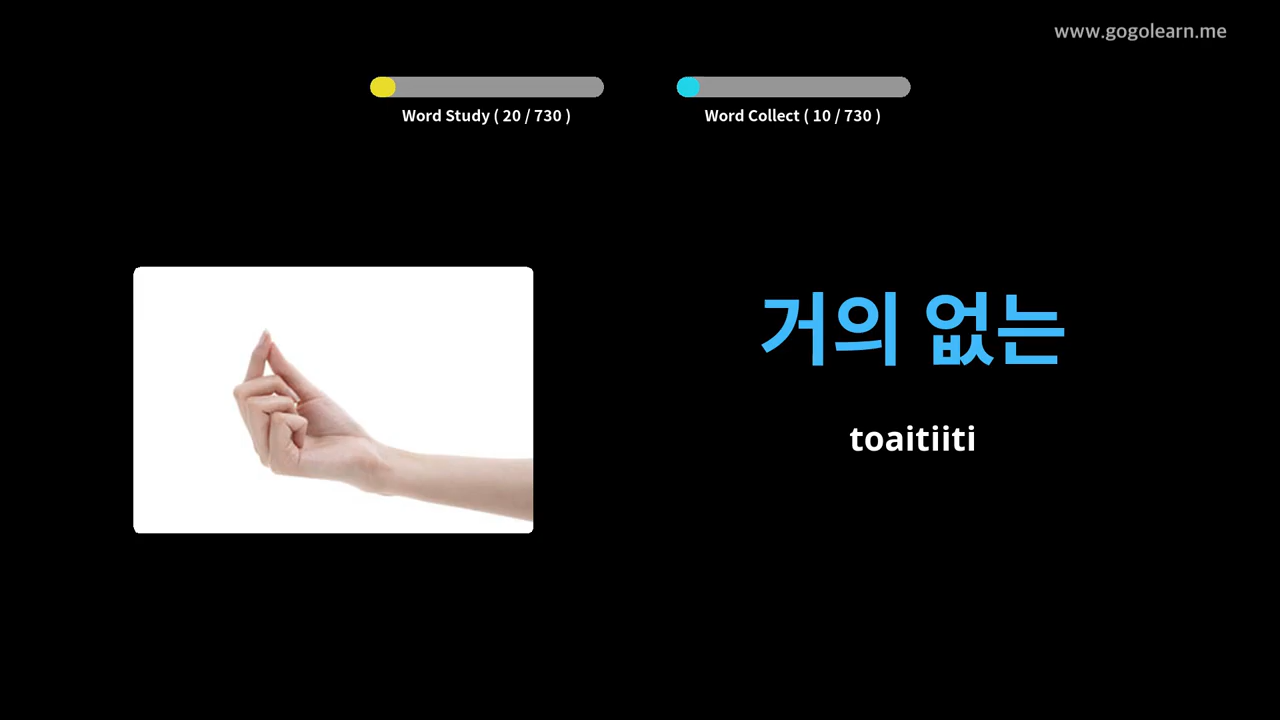 www.gogolearn.me
Word Study ( 20 / 730 )
Word Collect ( 10 / 730 )
거의 없는
toaitiiti